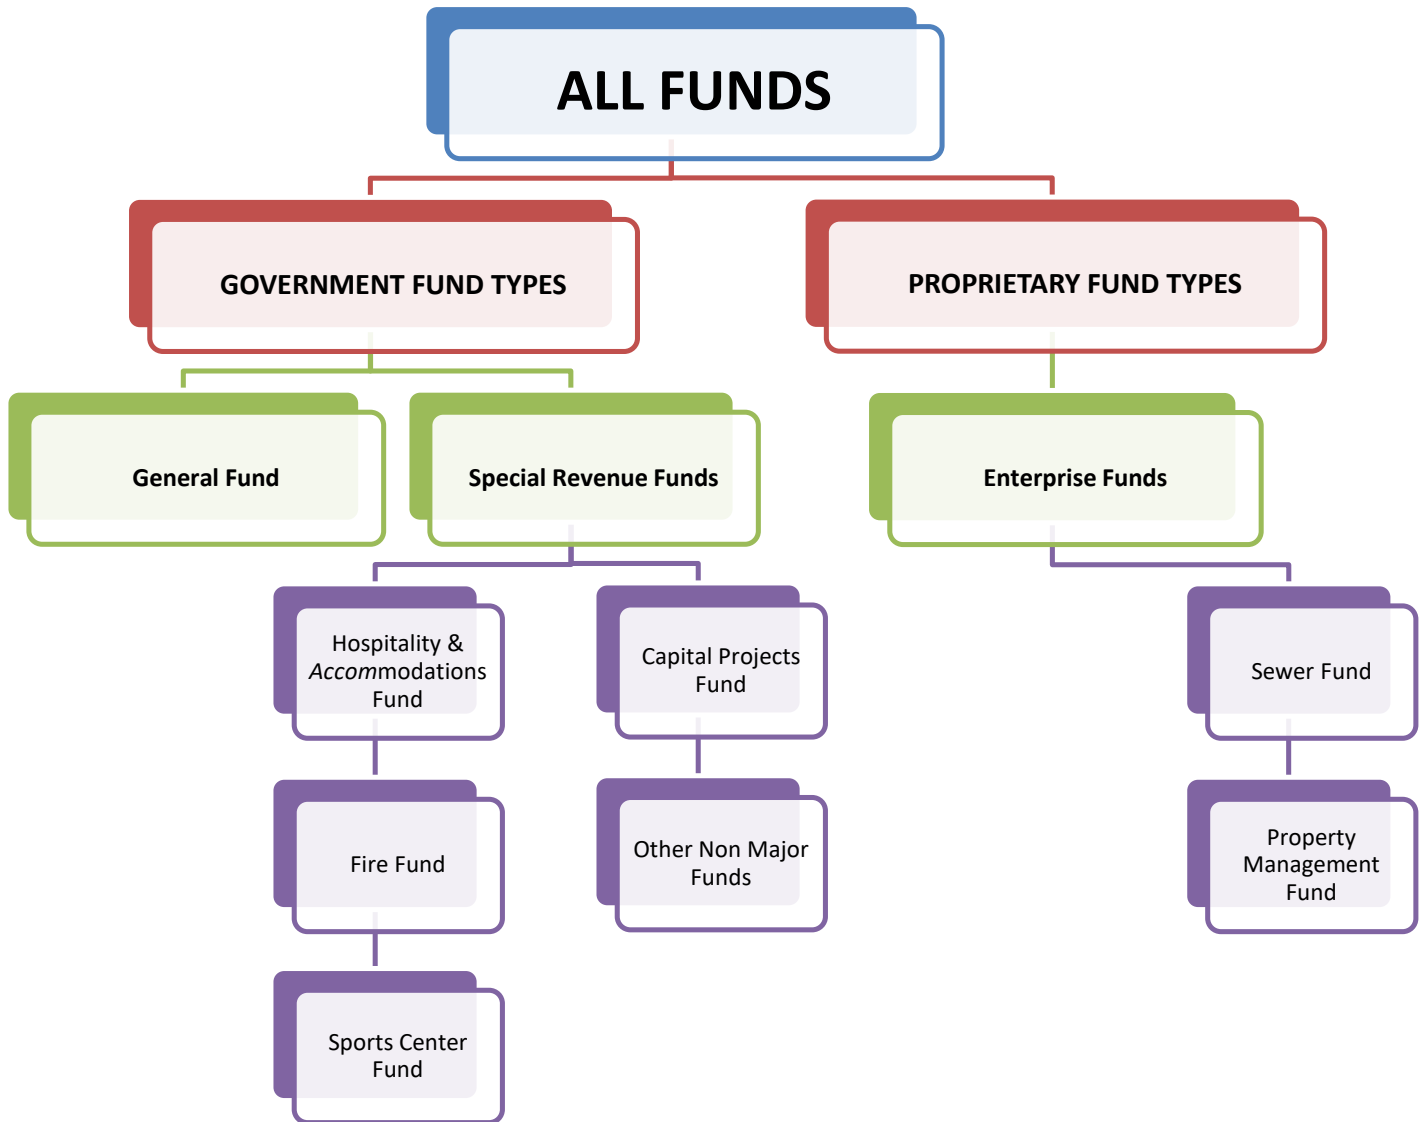 ALL FUNDS
GOVERNMENT FUND TYPES
PROPRIETARY FUND TYPES
General Fund
Special Revenue Funds
Enterprise Funds
Hospitality &
Accommodations
Fund
Capital Projects
Fund
Sewer Fund
Fire Fund
Other Non Major
Funds
Property
Management
Fund
Sports Center
Fund